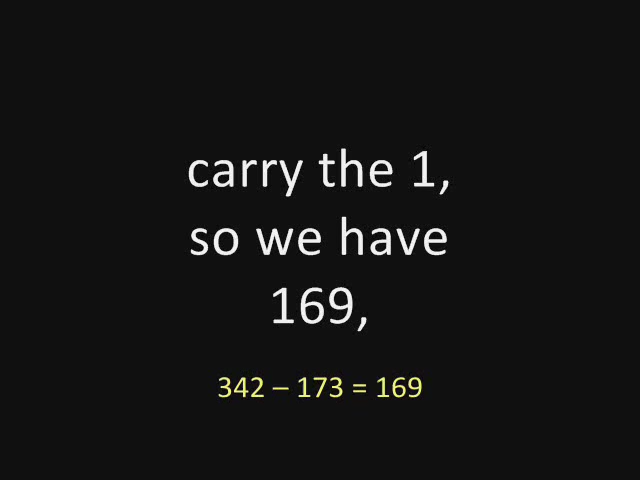 carry the 1,
so we have
169,
342 – 173 = 169